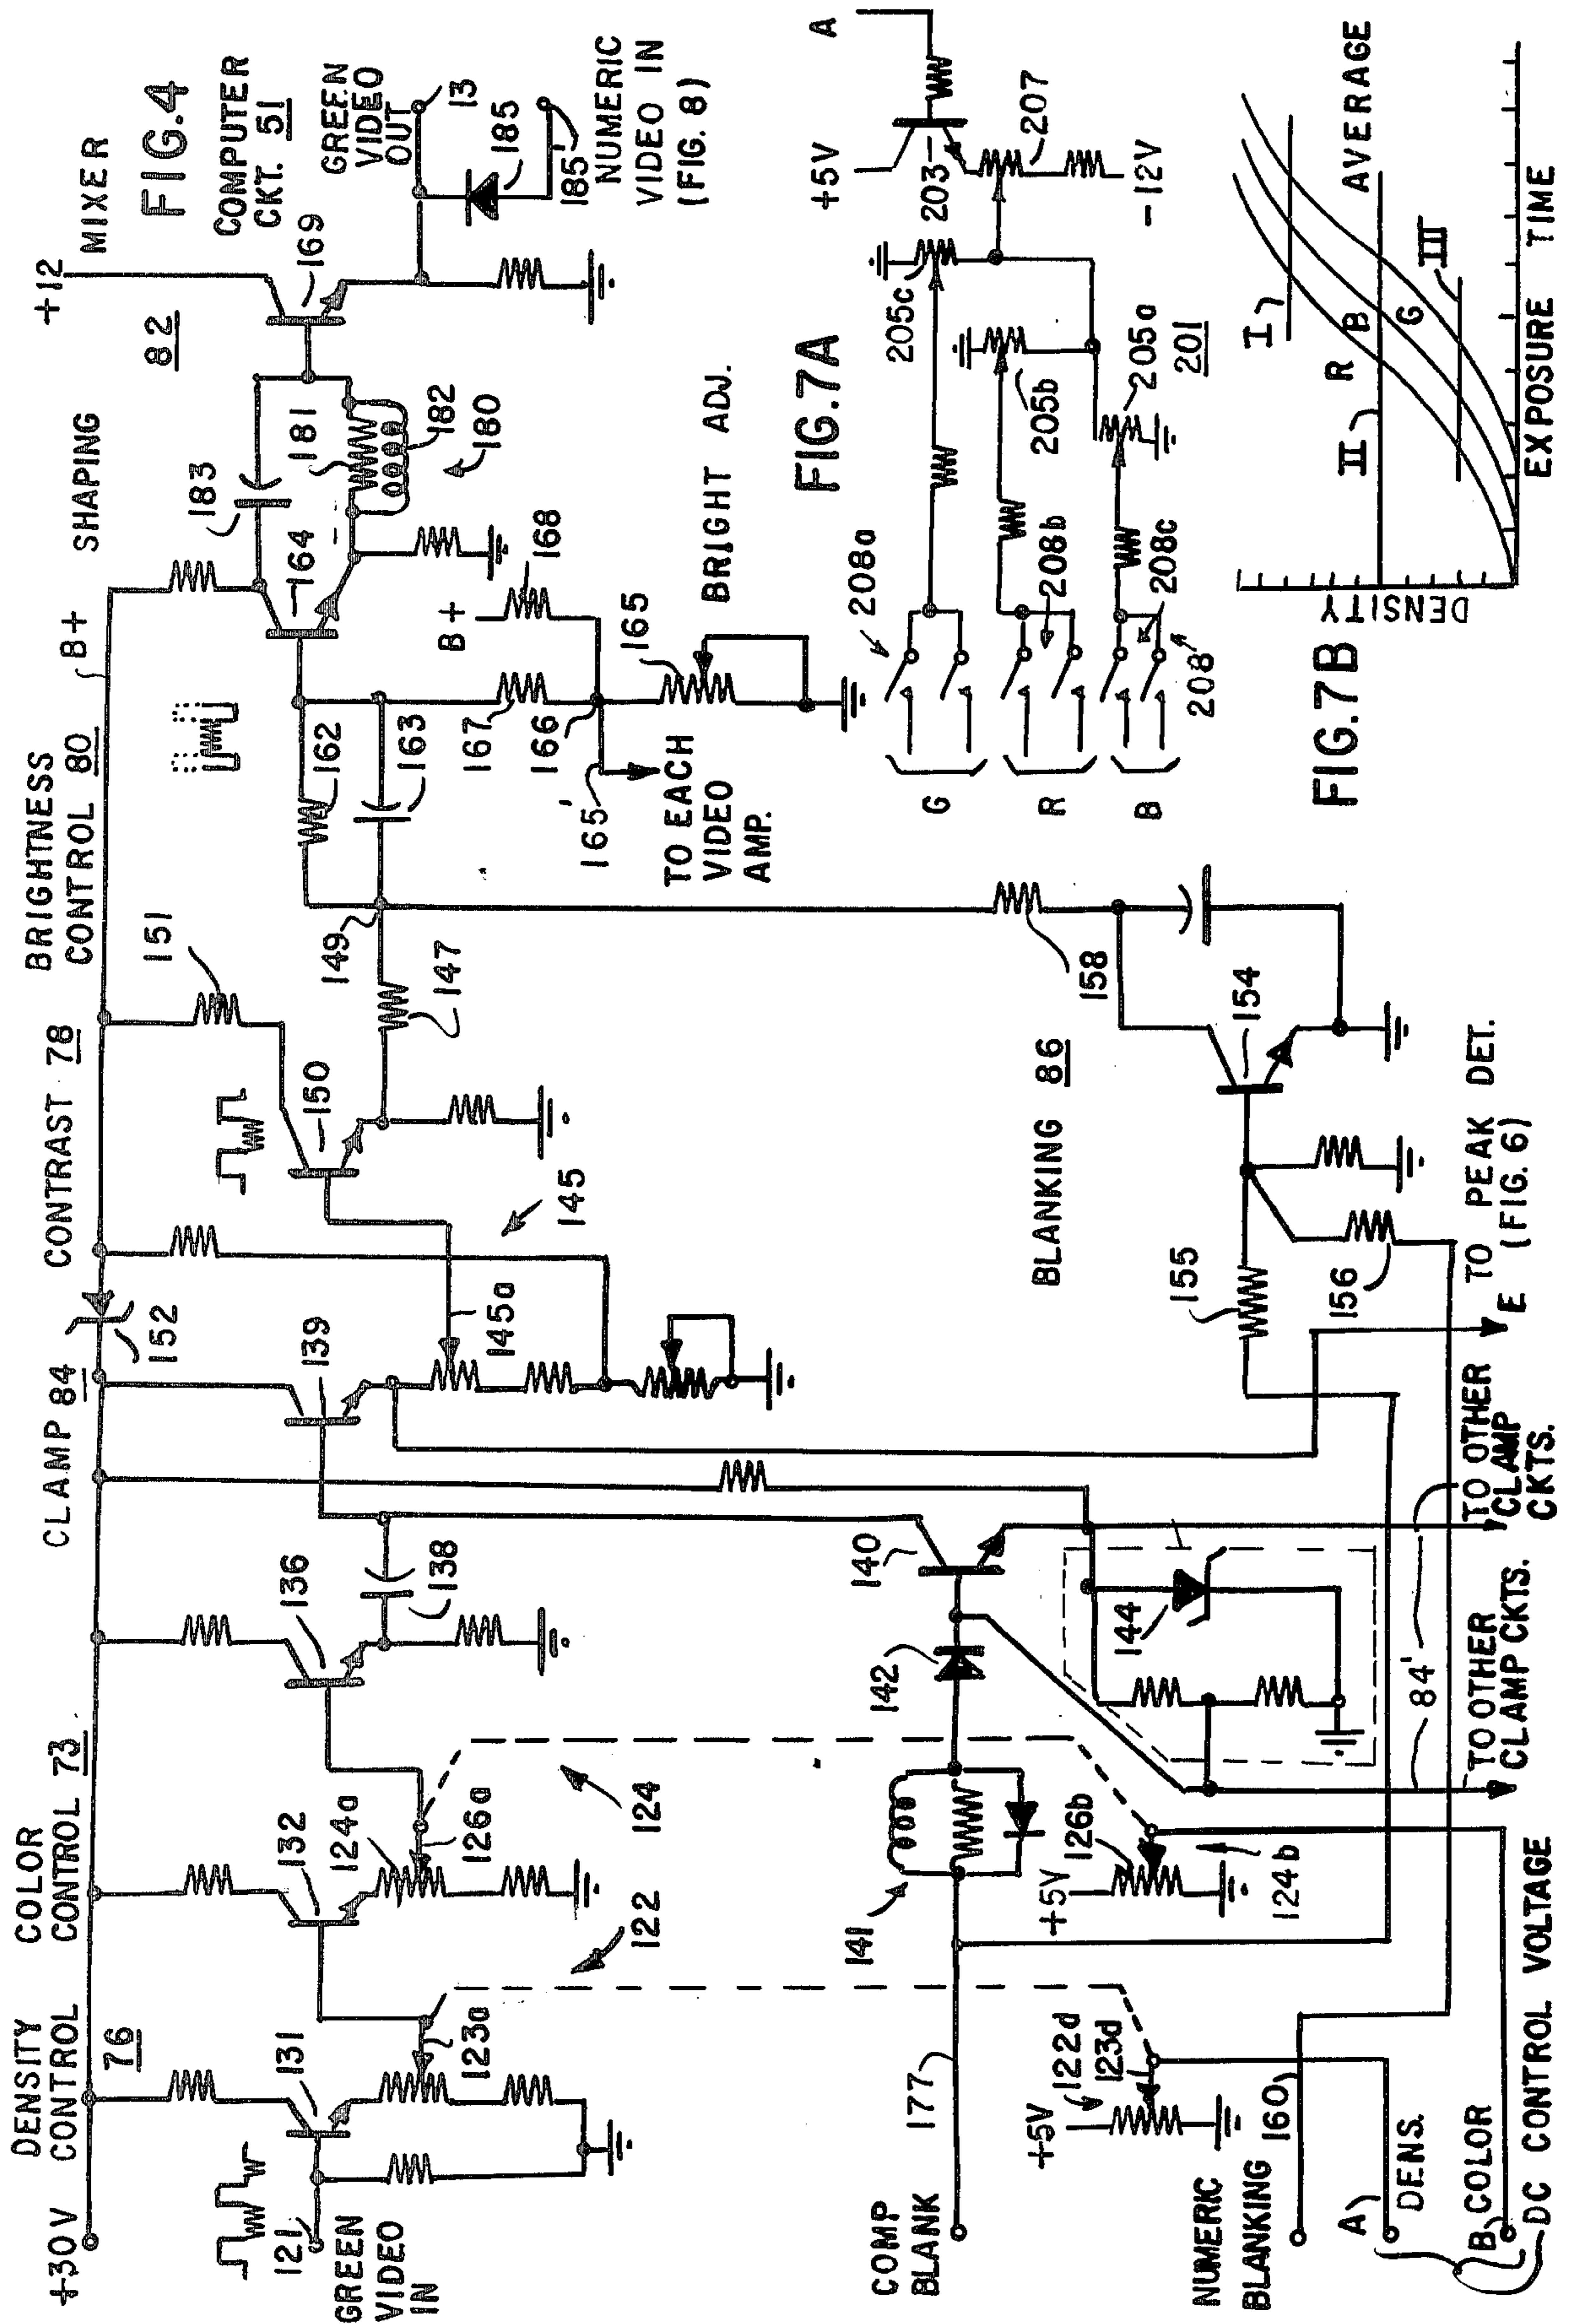 FIG.4
DENSITY
CONTROL
76
COLOR
CONTROL 73
CLAMP 84
CONTRAST 78
BRIGHTNESS
CONTROL 80
SHAPING
82
MIXER
+30V
B+
+12
COMPUTER
CKT. 51
131
132
136
139
152
150
151
164
183
169
181
182
180
121
GREEN
VIDEO
IN
123a
122
124a
126a
124
138
145a
145
147
149
162
163
167
166
165'
TO EACH
VIDEO
AMP.
B+
168
165
BRIGHT ADJ.
GREEN
VIDEO
OUT
13
185
185'
NUMERIC
VIDEO IN
(FIG. 8)
COMP
BLANK
177
141
142
140
144
+5V
122d
123d
+5V
126b
124b
BLANKING 86
158
154
155
156
NUMERIC
BLANKING
160
A
DENS.
B
COLOR
DC CONTROL VOLTAGE
84'
TO OTHER
CLAMP CKTS.
TO OTHER
CLAMP
CKTS.
E
TO PEAK DET.
(FIG. 6)
FIG.7A
G
R
B
208a
208b
208c
208
205c
205b
205a
201
+5V
203
207
-12V
A
FIG.7B
DENSITY
I
II
III
R
B
G
AVERAGE
EXPOSURE TIME